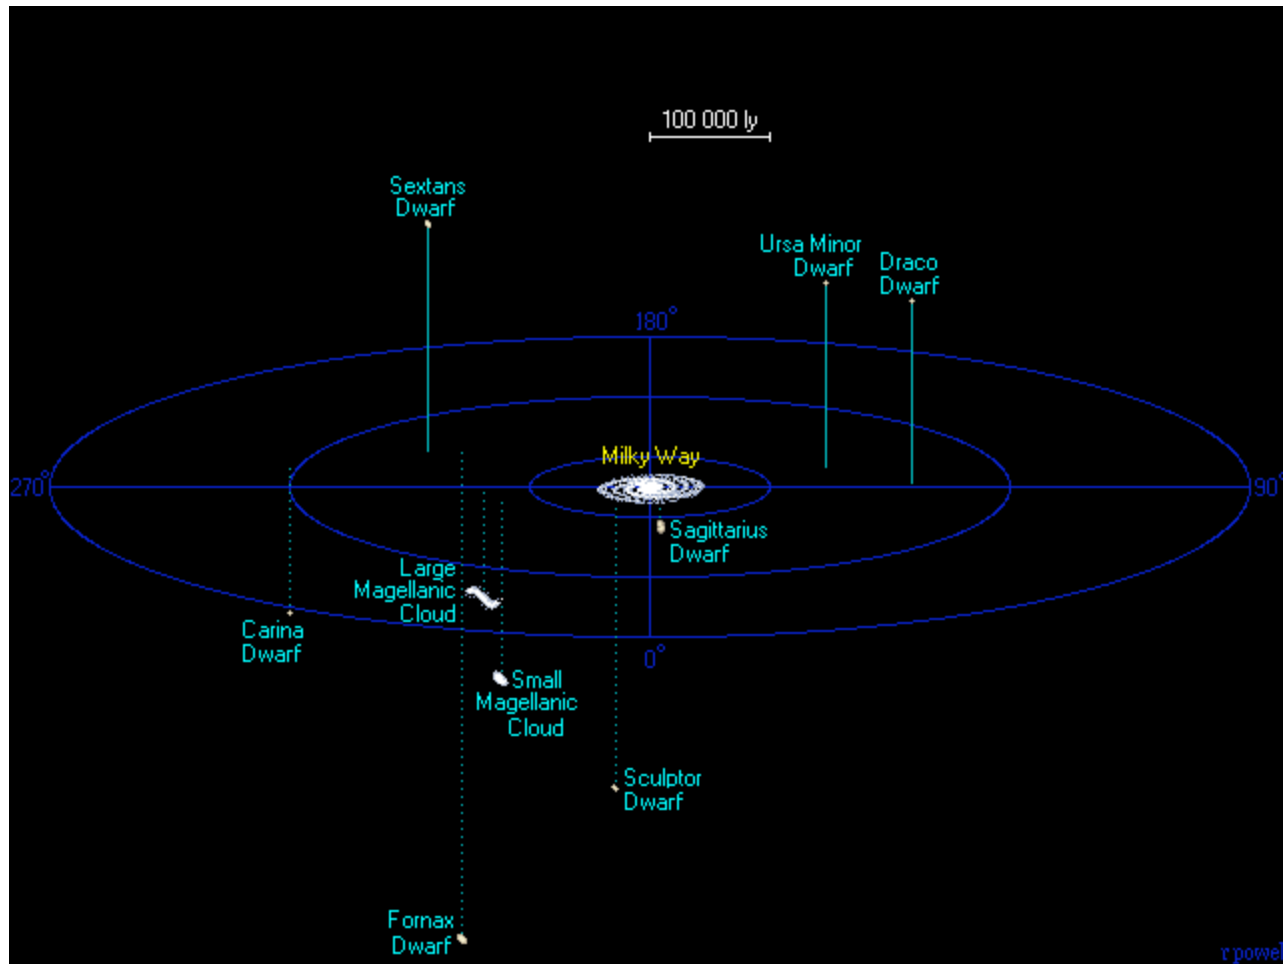 100 000 ly
Sextans
Dwarf
Ursa Minor
Dwarf
Draco
Dwarf
180°
Milky Way
270°
90°
Sagittarius
Dwarf
Large
Magellanic
Cloud
Carina
Dwarf
0°
Small
Magellanic
Cloud
Sculptor
Dwarf
Fornax
Dwarf
r powel